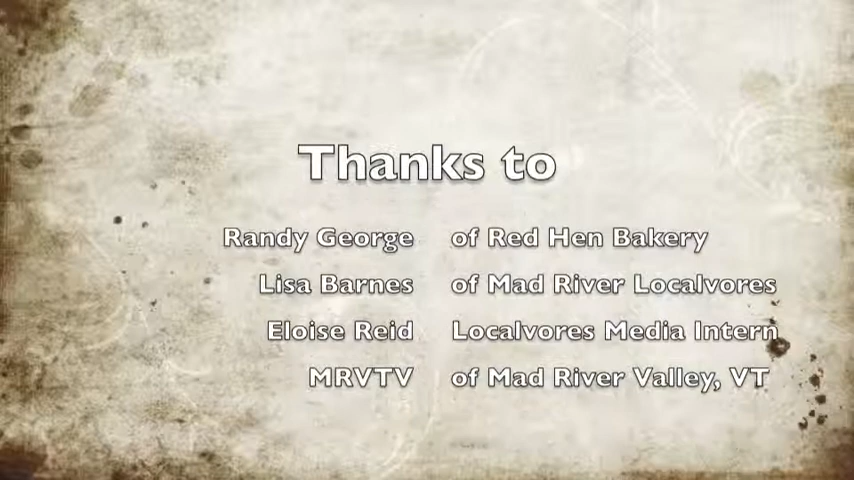 Thanks to
Randy George of Red Hen Bakery
Lisa Barnes of Mad River Localvores
Eloise Reid Localvores Media Intern
MRVTV of Mad River Valley, VT